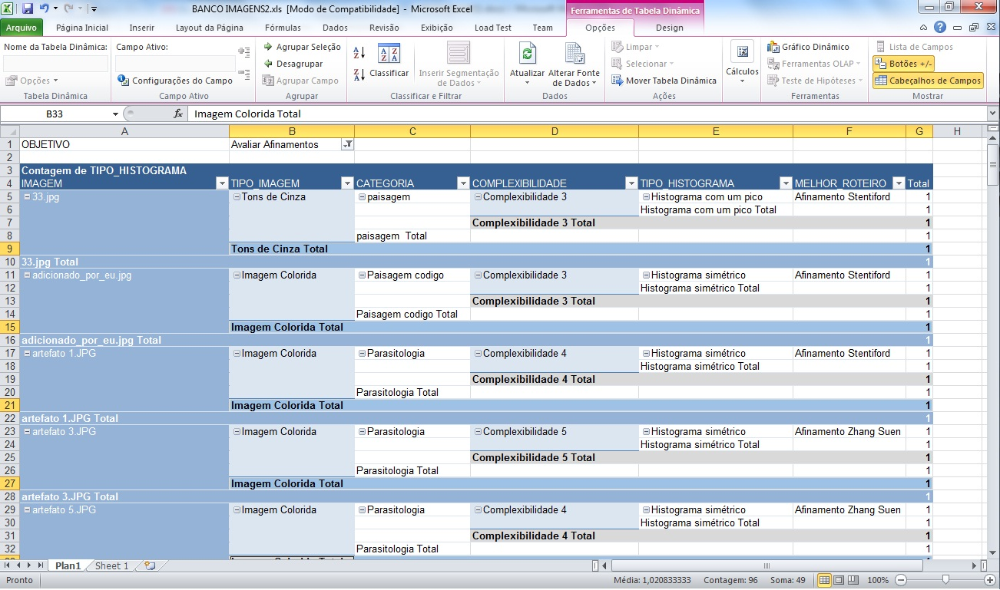 BANCO IMAGENS2.xls [Modo de Compatibilidade] - Microsoft Excel
Ferramentas de Tabela Dinâmica
Arquivo Página Inicial Inserir Layout da Página Fórmulas Dados Revisão Exibição Load Test Team Opções Design
Nome da Tabela Dinâmica: Campo Ativo: Agrupar Seleção Gráfico Dinâmico Lista de Campos
Desagrupar Classificar Inserir Segmentação de Dados Atualizar Alterar Fonte de Dados Limpar Selecionar Cálculos Ferramentas OLAP Botões +/-
Opções Configurações do Campo Agrupar Campo Mover Tabela Dinâmica Teste de Hipóteses Cabeçalhos de Campos
Tabela Dinâmica Campo Ativo Agrupar Classificar e Filtrar Dados Ações Ferramentas Mostrar
B33 fx Imagem Colorida Total
A B C D E F G H
1 OBJETIVO Avaliar Afinamentos
2
3 Contagem de TIPO_HISTOGRAMA
4 IMAGEM TIPO_IMAGEM CATEGORIA COMPLEXIBILIDADE TIPO_HISTOGRAMA MELHOR_ROTEIRO Total
5 33.jpg Tons de Cinza paisagem Complexibilidade 3 Histograma com um pico Afinamento Stentiford 1
6 Histograma com um pico Total 1
7 Complexibilidade 3 Total 1
8 paisagem Total 1
9 Tons de Cinza Total 1
10 33.jpg Total 1
11 adicionado_por_eu.jpg Imagem Colorida Paisagem codigo Complexibilidade 3 Histograma simétrico Afinamento Stentiford 1
12 Histograma simétrico Total 1
13 Complexibilidade 3 Total 1
14 Paisagem codigo Total 1
15 Imagem Colorida Total 1
16 adicionado_por_eu.jpg Total 1
17 artefato 1.JPG Imagem Colorida Parasitologia Complexibilidade 4 Histograma simétrico Afinamento Stentiford 1
18 Histograma simétrico Total 1
19 Complexibilidade 4 Total 1
20 Parasitologia Total 1
21 Imagem Colorida Total 1
22 artefato 1.JPG Total 1
23 artefato 3.JPG Imagem Colorida Parasitologia Complexibilidade 5 Histograma simétrico Afinamento Zhang Suen 1
24 Histograma simétrico Total 1
25 Complexibilidade 5 Total 1
26 Parasitologia Total 1
27 Imagem Colorida Total 1
28 artefato 3.JPG Total 1
29 artefato 5.JPG Imagem Colorida Parasitologia Complexibilidade 4 Histograma simétrico Afinamento Zhang Suen 1
30 Histograma simétrico Total 1
31 Complexibilidade 4 Total 1
32 Parasitologia Total 1
Plan1 Sheet 1
Pronto Média: 1,020833333 Contagem: 96 Soma: 49 100%